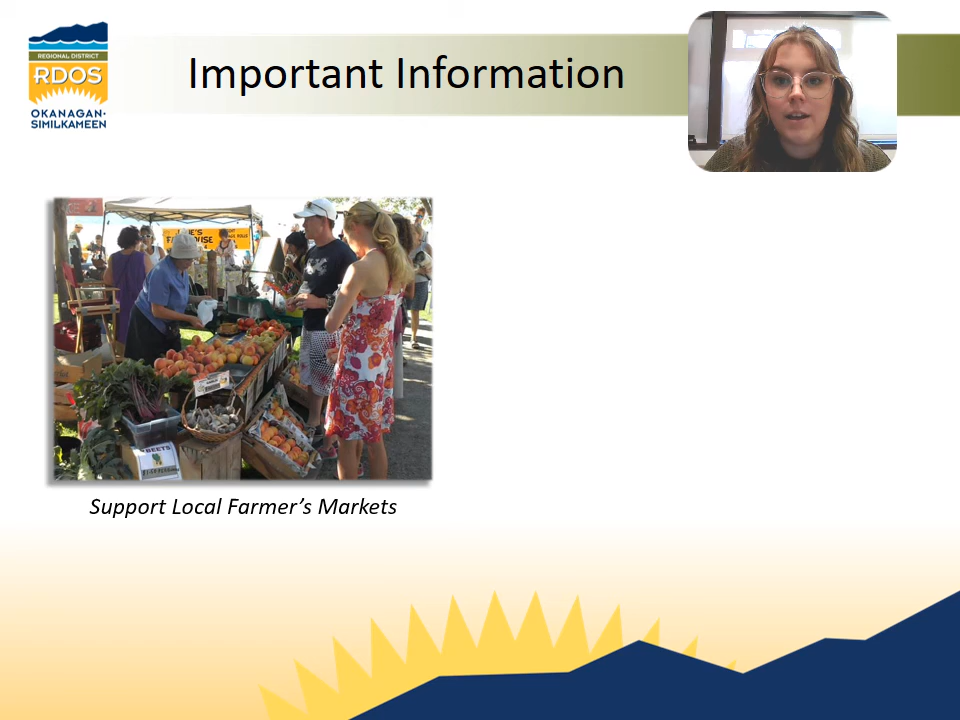 REGIONAL DISTRICT
RDOS
OKANAGAN-
SIMILKAMEEN
Important Information
BEETS
Support Local Farmer's Markets